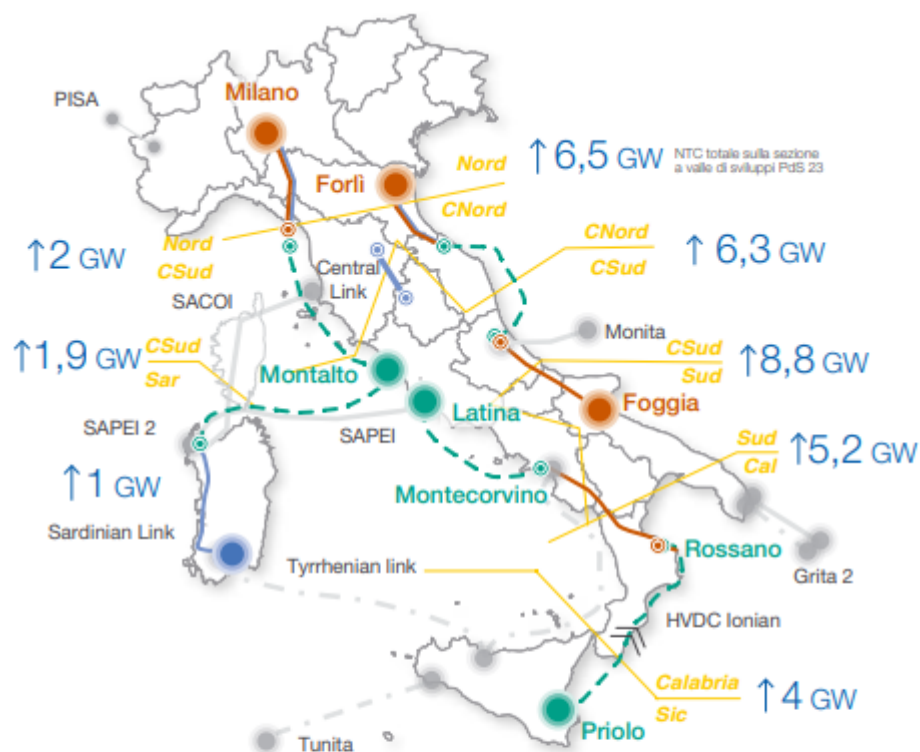 Milano
PISA
Forlì
Nord
CNord
↑6,5 GW
NTC totale sulla sezione
a valle di sviluppi PdS 23
Nord
CSud
↑2 GW
CNord
CSud
↑6,3 GW
Central
Link
SACOI
Monita
↑1,9 GW
CSud
Sar
CSud
Sud
↑8,8 GW
Montalto
Foggia
Latina
SAPEI 2
SAPEI
Sud
Cal
↑5,2 GW
↑1 GW
Montecorvino
Sardinian Link
Rossano
Tyrrhenian link
Grita 2
HVDC Ionian
Calabria
Sic
↑4 GW
Priolo
Tunita